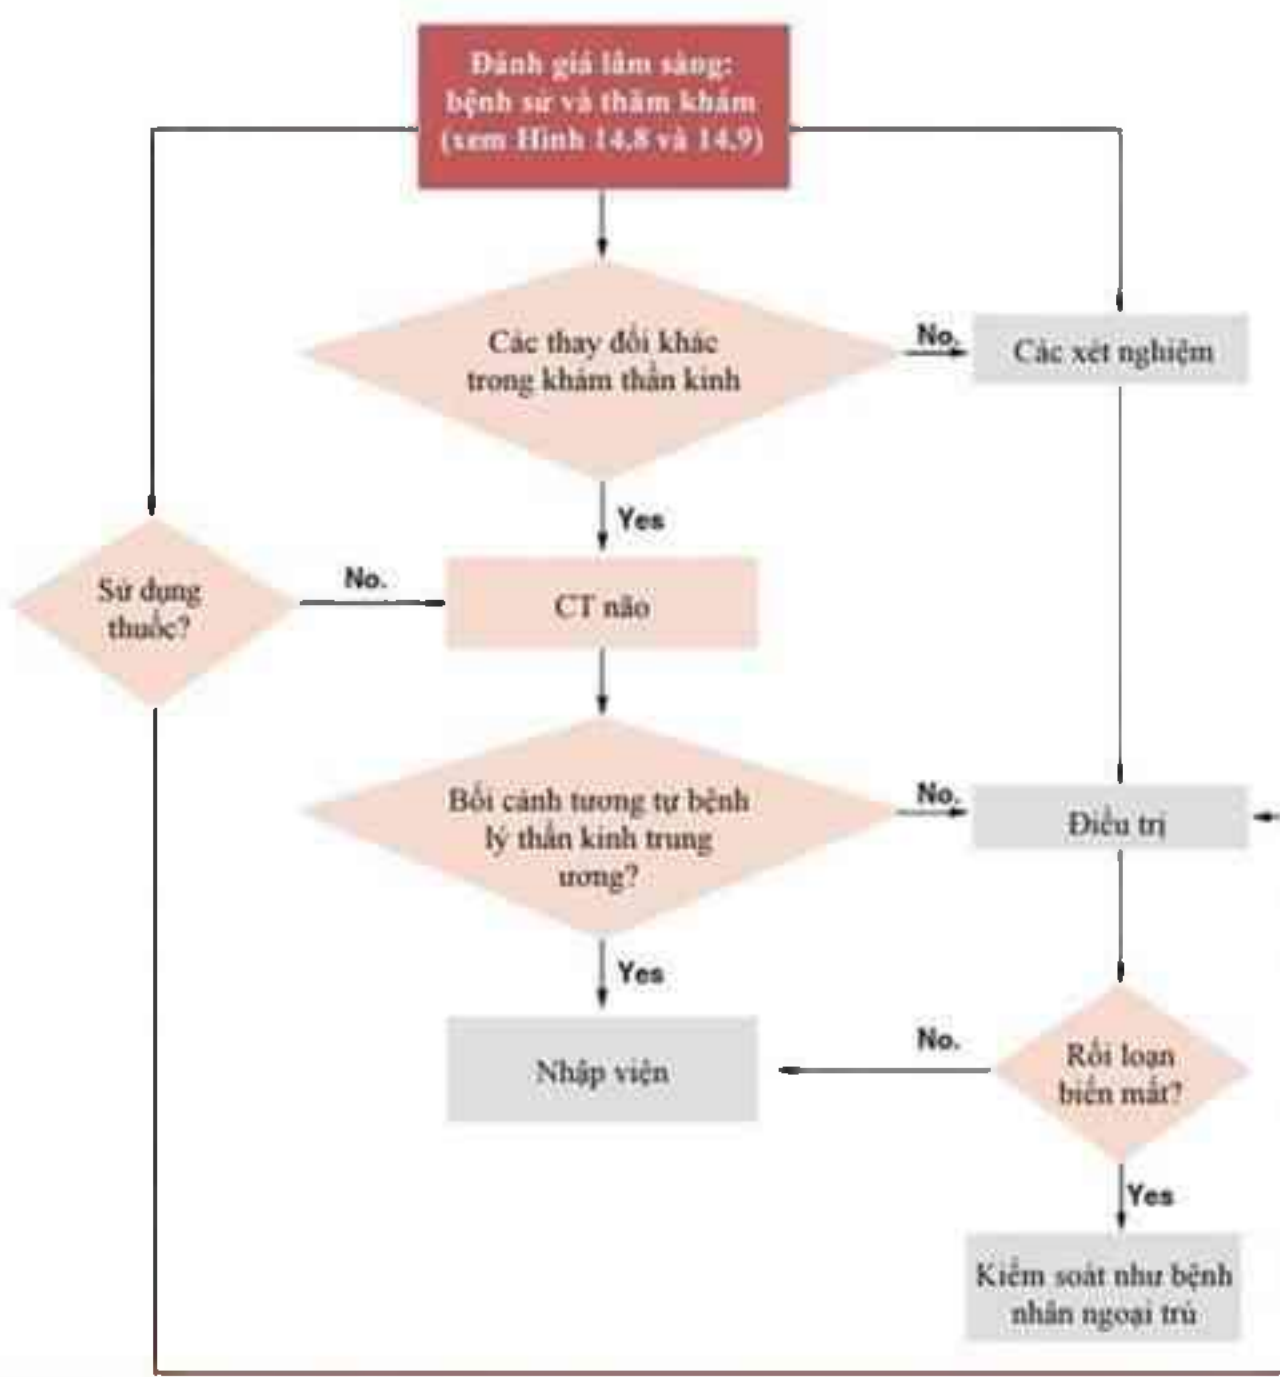 Đánh giá lâm sàng:
bệnh sử và thăm khám
(xem Hình 14.8 và 14.9)
Các thay đổi khác
trong khám thần kinh
No.
Các xét nghiệm
Yes
Sử dụng
thuốc?
No.
CT não
Bối cảnh tương tự bệnh
lý thần kinh trung
ương?
No.
Điều trị
Yes
Nhập viện
No.
Rối loạn
biến mất?
Yes
Kiểm soát như bệnh
nhân ngoại trú